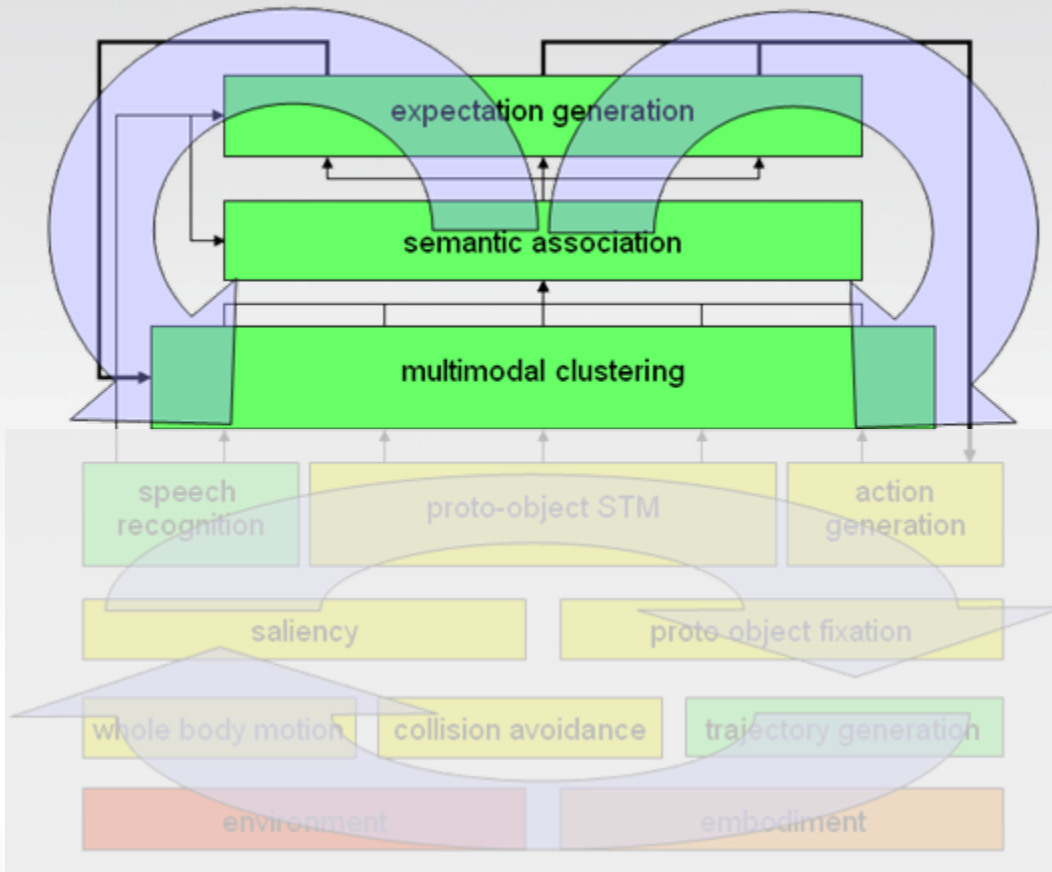 expectation generation
semantic association
multimodal clustering
speech
recognition
proto-object STM
action
generation
saliency
proto object fixation
whole body motion
collision avoidance
trajectory generation
environment
embodiment